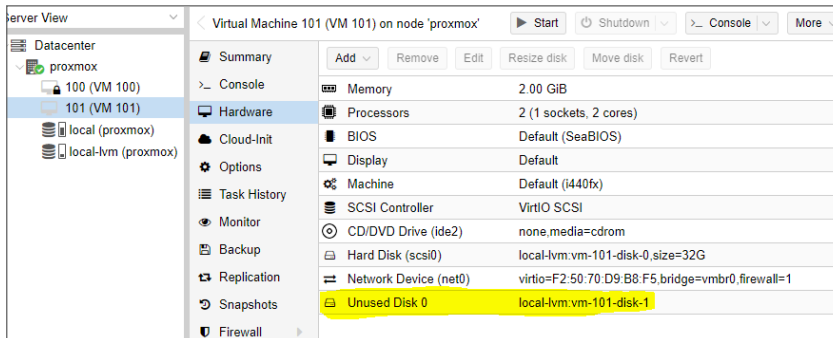 Server View
Virtual Machine 101 (VM 101) on node 'proxmox'
Start
Shutdown
Console
More
Datacenter
proxmox
100 (VM 100)
101 (VM 101)
local (proxmox)
local-lvm (proxmox)
Summary
Console
Hardware
Cloud-Init
Options
Task History
Monitor
Backup
Replication
Snapshots
Firewall
Add
Remove
Edit
Resize disk
Move disk
Revert
Memory 2.00 GiB
Processors 2 (1 sockets, 2 cores)
BIOS Default (SeaBIOS)
Display Default
Machine Default (i440fx)
SCSI Controller VirtIO SCSI
CD/DVD Drive (ide2) none,media=cdrom
Hard Disk (scsi0) local-lvm:vm-101-disk-0,size=32G
Network Device (net0) virtio=F2:50:70:D9:B8:F5,bridge=vmbr0,firewall=1
Unused Disk 0 local-lvm:vm-101-disk-1